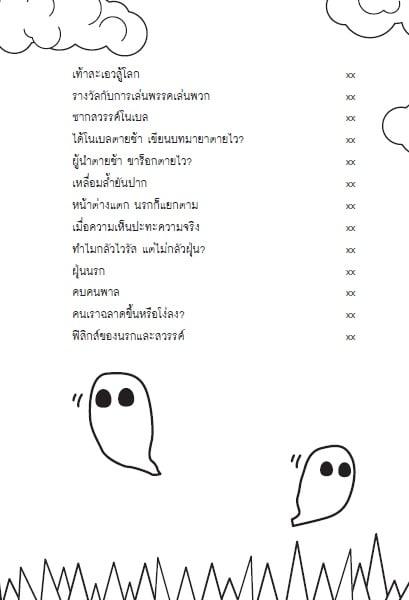 เท้าสะเอวสู้โลก xx
รางวัลกับการเล่นพรรคเล่นพวก xx
ซากสวรรค์โนเบล xx
ได้โนเบลตายช้า เขียนบทมายาตายไว? xx
ผู้นำตายช้า ขาร็อกตายไว? xx
เหลื่อมล้ำยันปาก xx
หน้าต่างแตก นรกก็แยกตาม xx
เมื่อความเห็นปะทะความจริง xx
ทำไมกลัวไวรัส แต่ไม่กลัวฝุ่น? xx
ฝุ่นนรก xx
คบคนพาล xx
คนเราฉลาดขึ้นหรือโง่ลง? xx
ฟิสิกส์ของนรกและสวรรค์ xx